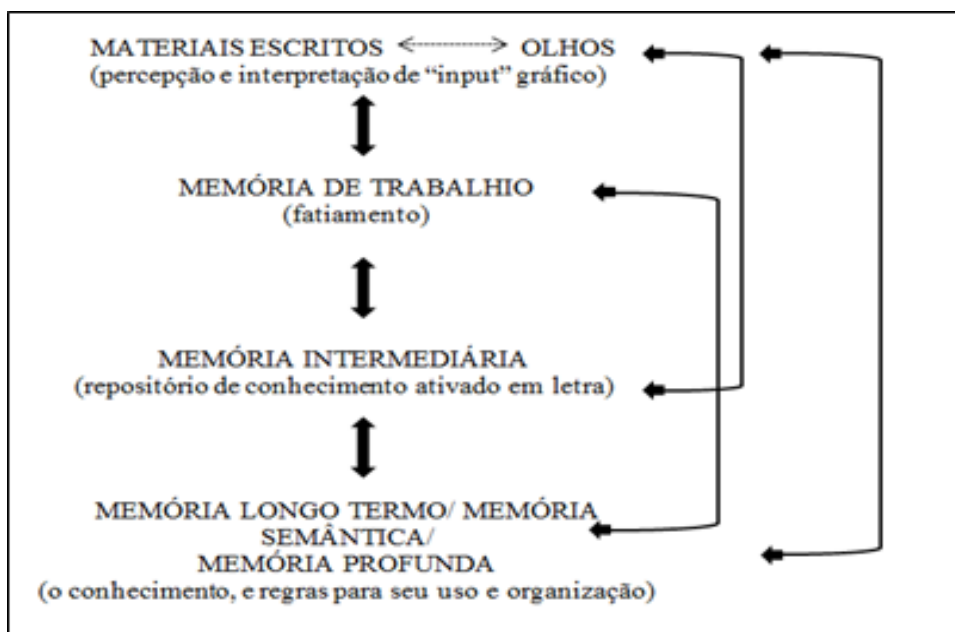 MATERIAIS ESCRITOS OLHOS
(percepção e interpretação de “input” gráfico)
MEMÓRIA DE TRABALHIO
(fatiamento)
MEMÓRIA INTERMEDIÁRIA
(repositório de conhecimento ativado em letra)
MEMÓRIA LONGO TERMO/ MEMÓRIA
SEMÂNTICA/
MEMÓRIA PROFUNDA
(o conhecimento, e regras para seu uso e organização)